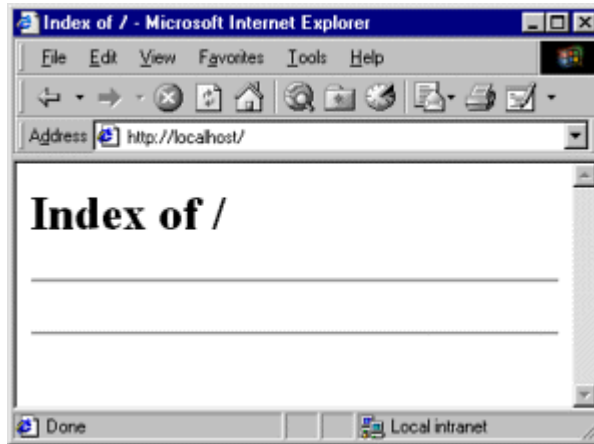 Index of / - Microsoft Internet Explorer
File Edit View Favorites Tools Help
Address http://localhost/
Index of /
Done Local intranet